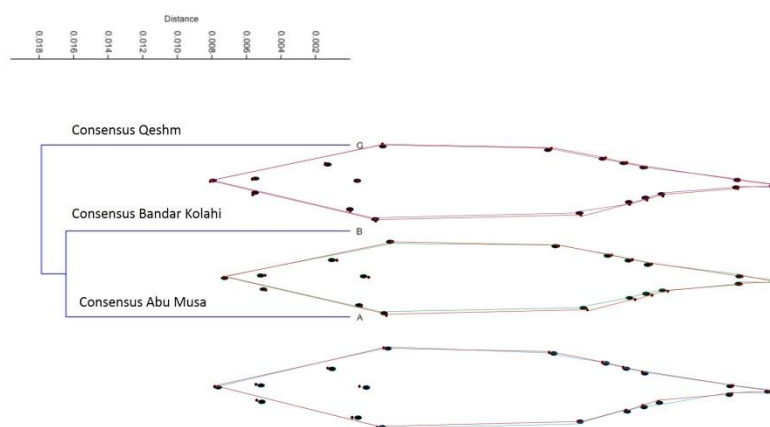 Distance
0.018 0.016 0.014 0.012 0.010 0.008 0.006 0.004 0.002
Consensus Qeshm
G
Consensus Bandar Kolahi
B
Consensus Abu Musa
A